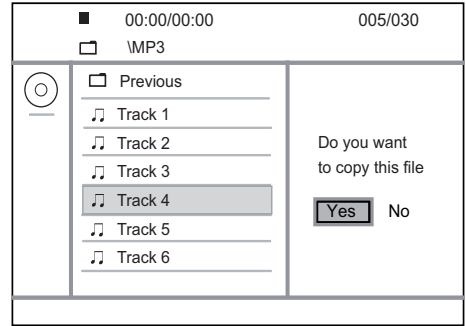 00:00/00:00 005/030
\MP3
Previous
Track 1
Track 2
Track 3
Track 4
Track 5
Track 6
Do you want
to copy this file
Yes No